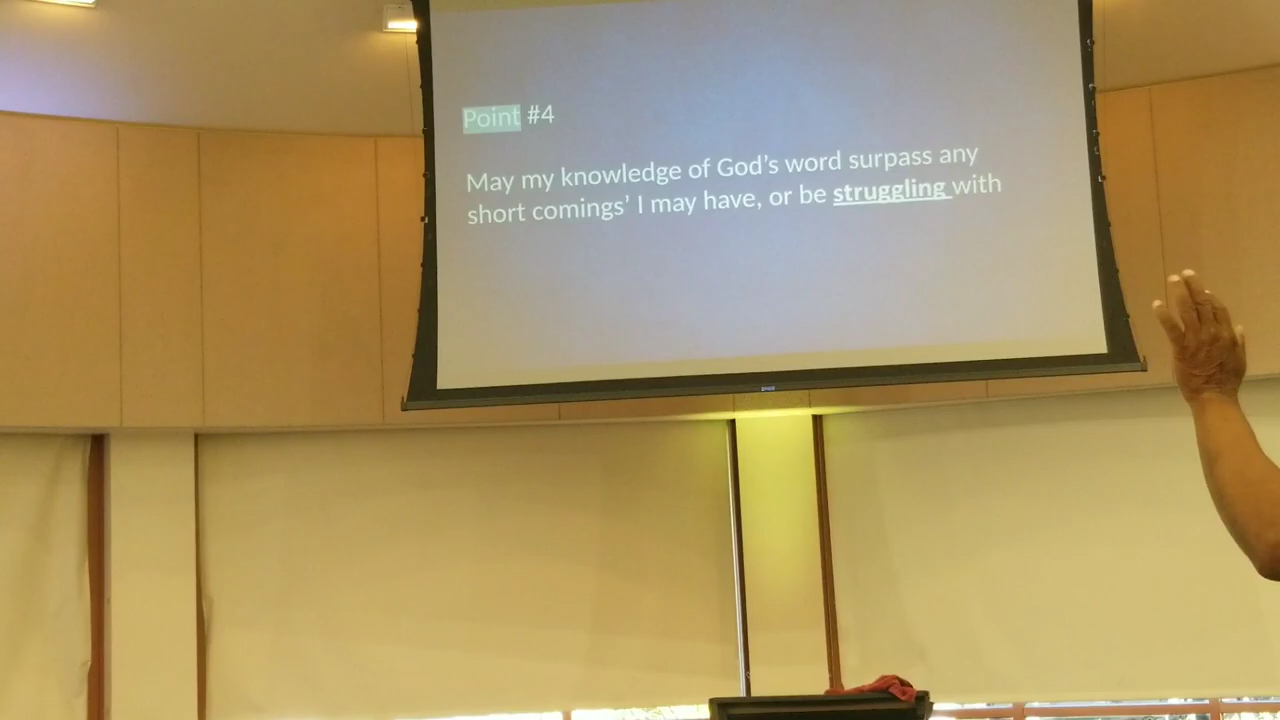 Point #4
May my knowledge of God’s word surpass any
short comings’ I may have, or be struggling with